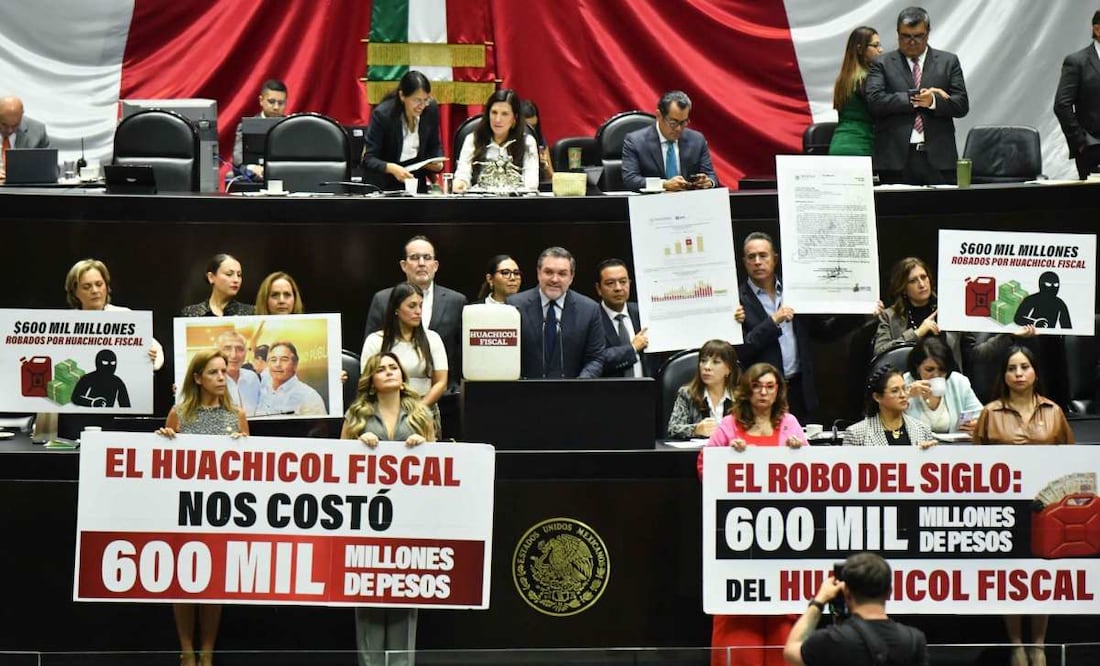 $600 MIL MILLONES
ROBADOS POR HUACHICOL FISCAL
$600 MIL MILLONES
ROBADOS POR HUACHICOL FISCAL
HUACHICOL
FISCAL
EL HUACHICOL FISCAL
NOS COSTÓ
600 MIL
MILLONES
DE PESOS
ESTADOS UNIDOS MEXICANOS
EL ROBO DEL SIGLO:
600 MIL
MILLONES
DE PESOS
DEL HUACHICOL FISCAL